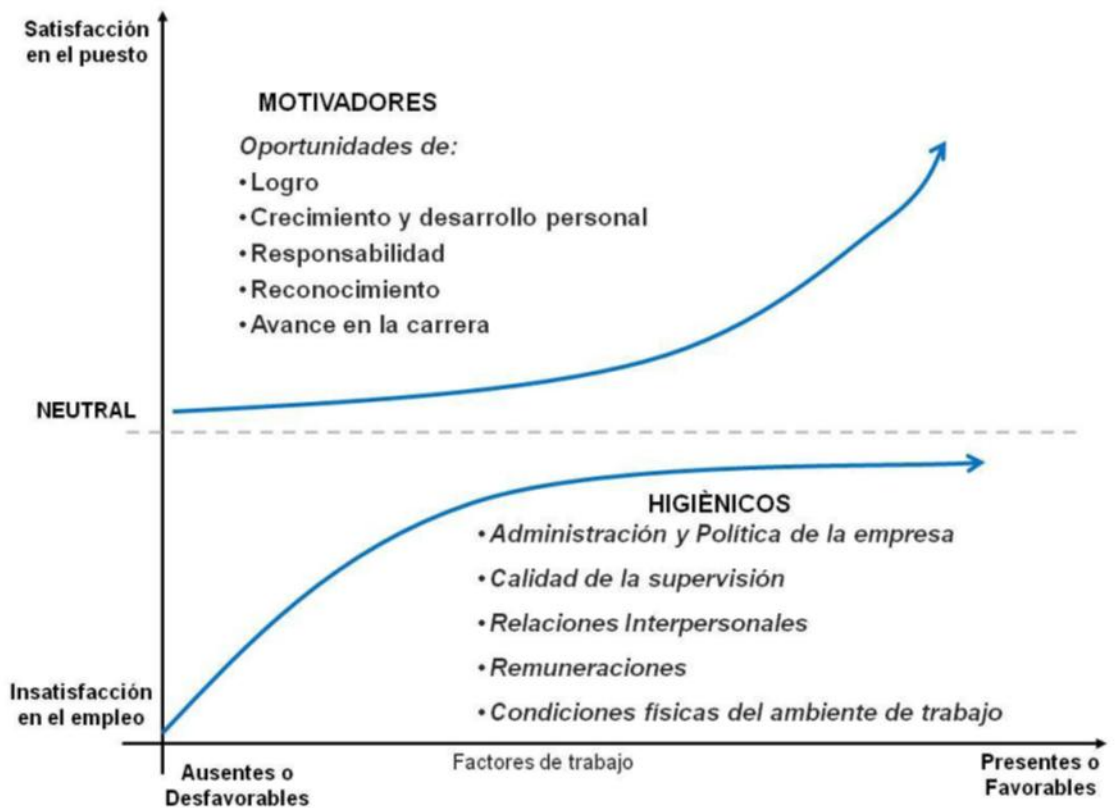 Satisfacción
en el puesto
MOTIVADORES
Oportunidades de:
•Logro
•Crecimiento y desarrollo personal
•Responsabilidad
•Reconocimiento
•Avance en la carrera
NEUTRAL
HIGIÈNICOS
•Administración y Política de la empresa
•Calidad de la supervisión
•Relaciones Interpersonales
•Remuneraciones
•Condiciones físicas del ambiente de trabajo
Insatisfacción
en el empleo
Ausentes o
Desfavorables
Factores de trabajo
Presentes o
Favorables